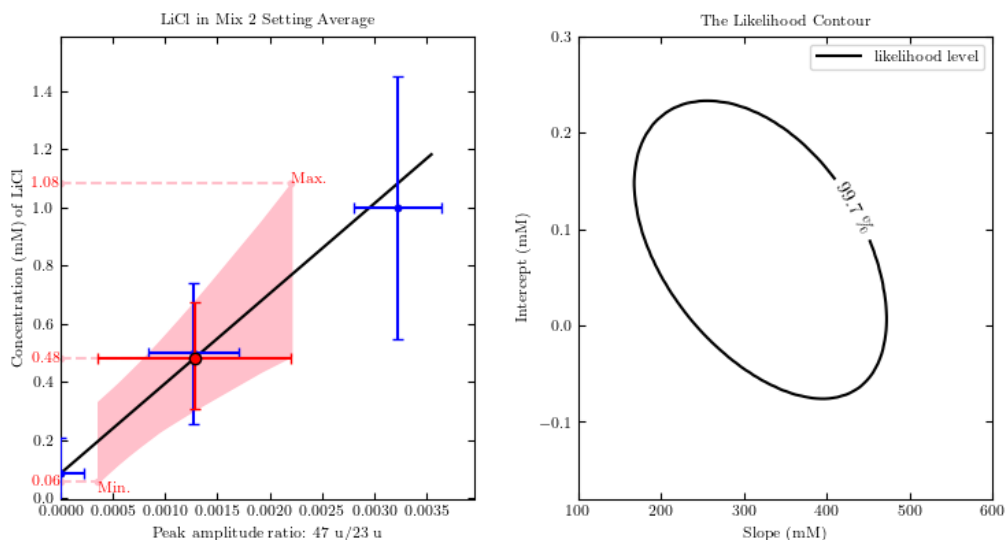 LiCl in Mix 2 Setting Average
Concentration (mM) of LiCl
1.4
1.2
1.0
0.8
0.6
0.4
0.2
0.0
1.08
0.48
0.06
Max.
Min.
0.0000 0.0005 0.0010 0.0015 0.0020 0.0025 0.0030 0.0035
Peak amplitude ratio: 47 u/23 u
The Likelihood Contour
likelihood level
Intercept (mM)
0.3
0.2
0.1
0.0
−0.1
99.7 %
100 200 300 400 500 600
Slope (mM)